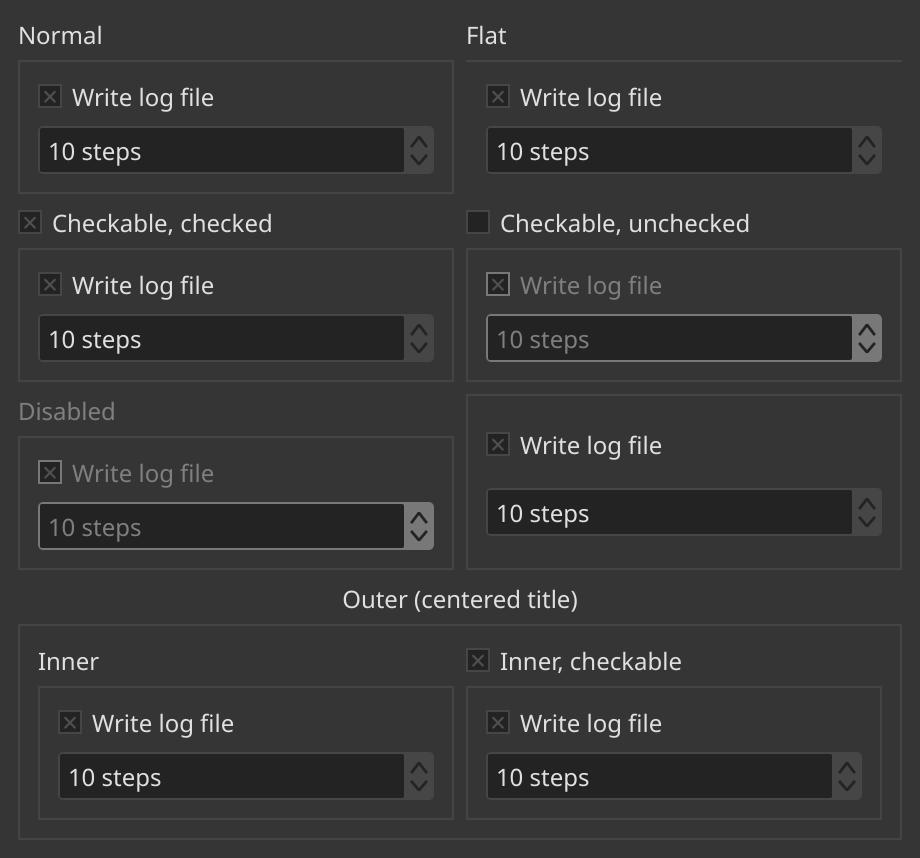 Normal
Write log file
10 steps
Flat
Write log file
10 steps
Checkable, checked
Write log file
10 steps
Checkable, unchecked
Write log file
10 steps
Disabled
Write log file
10 steps
Write log file
10 steps
Outer (centered title)
Inner
Write log file
10 steps
Inner, checkable
Write log file
10 steps